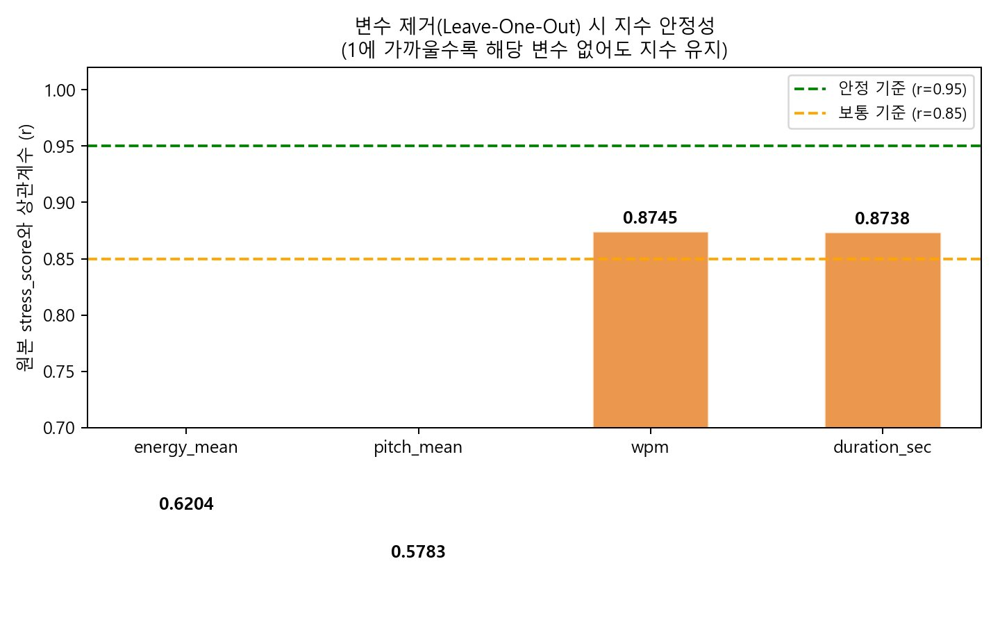 변수 제거(Leave-One-Out) 시 지수 안정성
(1에 가까울수록 해당 변수 없어도 지수 유지)
원본 stress_score와 상관계수 (r)
1.00
0.95
0.90
0.85
0.80
0.75
0.70
안정 기준 (r=0.95)
보통 기준 (r=0.85)
0.8745
0.8738
energy_mean
pitch_mean
wpm
duration_sec
0.6204
0.5783